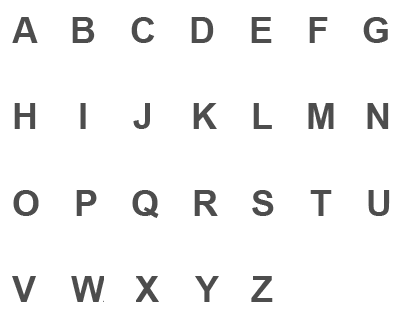 A B C D E F G
H I J K L M N
O P Q R S T U
V W X Y Z